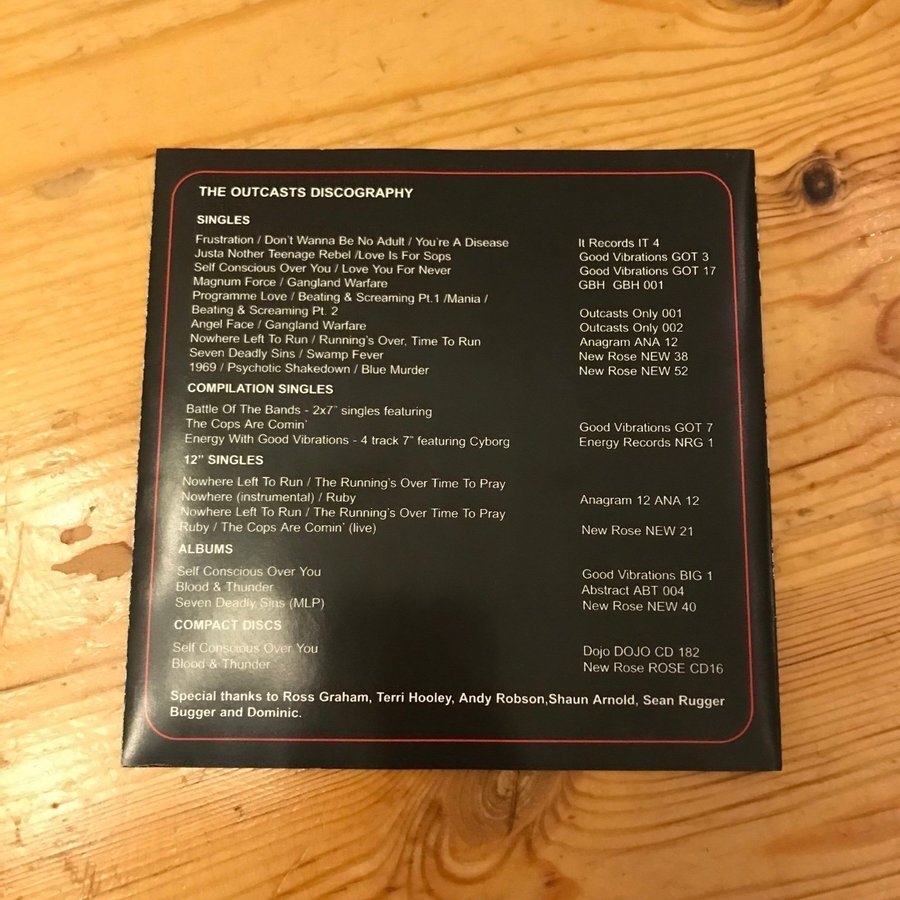 THE OUTCASTS DISCOGRAPHY
SINGLES
Frustration / Don't Wanna Be No Adult / You're A Disease It Records IT 4
Justa Nother Teenage Rebel /Love Is For Sops Good Vibrations GOT 3
Self Conscious Over You / Love You For Never Good Vibrations GOT 17
Magnum Force / Gangland Warfare GBH GBH 001
Programme Love / Beating & Screaming Pt.1 /Mania /
Beating & Screaming Pt. 2 Outcasts Only 001
Angel Face / Gangland Warfare Outcasts Only 002
Nowhere Left To Run / Running's Over, Time To Run Anagram ANA 12
Seven Deadly Sins / Swamp Fever New Rose NEW 38
1969 / Psychotic Shakedown / Blue Murder New Rose NEW 52
COMPILATION SINGLES
Battle Of The Bands - 2x7" singles featuring
The Cops Are Comin' Good Vibrations GOT 7
Energy With Good Vibrations - 4 track 7" featuring Cyborg Energy Records NRG 1
12" SINGLES
Nowhere Left To Run / The Running's Over Time To Pray
Nowhere (instrumental) / Ruby Anagram 12 ANA 12
Nowhere Left To Run / The Running's Over Time To Pray
Ruby / The Cops Are Comin' (live) New Rose NEW 21
ALBUMS
Self Conscious Over You Good Vibrations BIG 1
Blood & Thunder Abstract ABT 004
Seven Deadly Sins (MLP) New Rose NEW 40
COMPACT DISCS
Self Conscious Over You Dojo DOJO CD 182
Blood & Thunder New Rose ROSE CD16
Special thanks to Ross Graham, Terri Hooley, Andy Robson,Shaun Arnold, Sean Rugger
Bugger and Dominic.